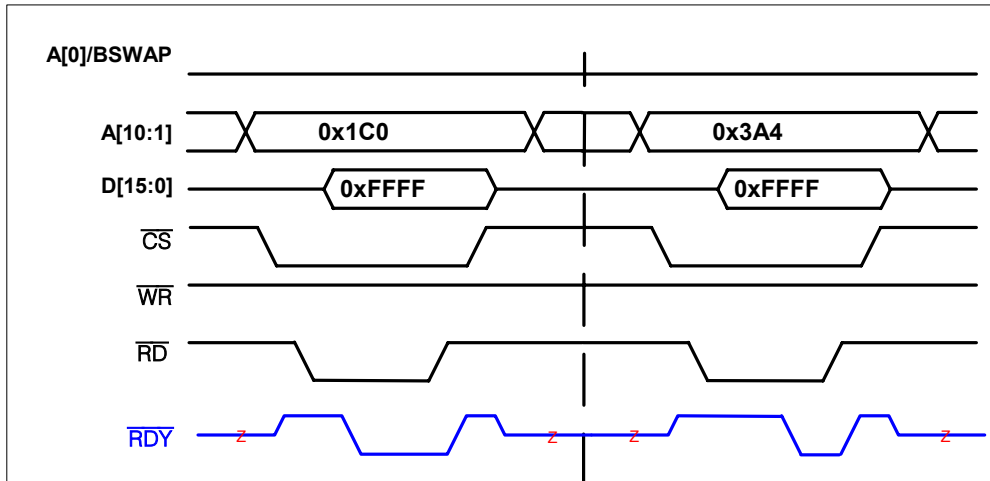 A[0]/BSWAP
A[10:1] 0x1C0 0x3A4
D[15:0] 0xFFFF 0xFFFF
CS
WR
RD
RDY Z Z Z Z